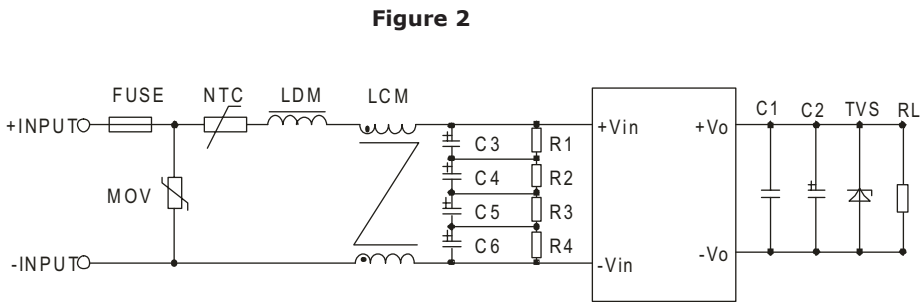 Figure 2
FUSE NTC LDM LCM
C1 C2 TVS RL
+INPUT +Vin +Vo
C3 R1
C4 R2
MOV
C5 R3
C6 R4
-INPUT -Vin -Vo